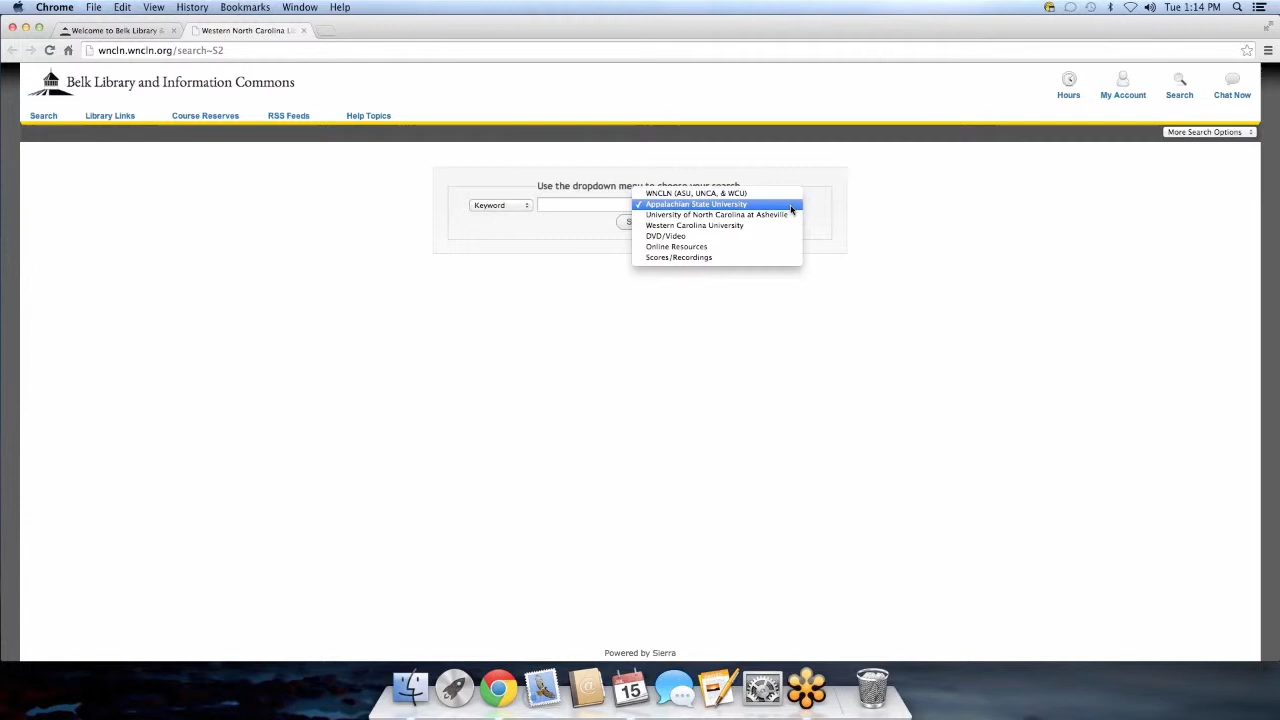 Chrome File Edit View History Bookmarks Window Help Tue 1:14 PM
Welcome to Belk Library & Western North Carolina Li
wncln.wncln.org/search~S2
Belk Library and Information Commons
Hours My Account Search Chat Now
Search Library Links Course Reserves RSS Feeds Help Topics
More Search Options
Use the dropdown menu to choose your search
WNCLN (ASU, UNCA, & WCU)
Keyword
Appalachian State University
University of North Carolina at Asheville
S
Western Carolina University
DVD/Video
Online Resources
Scores/Recordings
Powered by Sierra
15